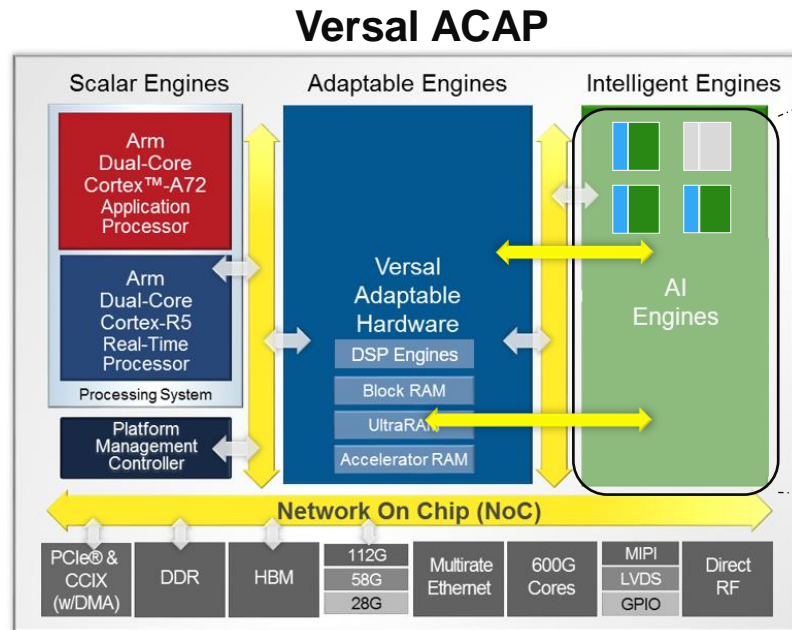 Versal ACAP
Scalar Engines
Adaptable Engines
Intelligent Engines
Arm
Dual-Core
Cortex™-A72
Application
Processor
Arm
Dual-Core
Cortex-R5
Real-Time
Processor
Processing System
Platform
Management
Controller
Versal
Adaptable
Hardware
DSP Engines
Block RAM
UltraRAM
Accelerator RAM
AI
Engines
Network On Chip (NoC)
PCIe® &
CCIX
(w/DMA)
DDR
HBM
112G
58G
28G
Multirate
Ethernet
600G
Cores
MIPI
LVDS
GPIO
Direct
RF